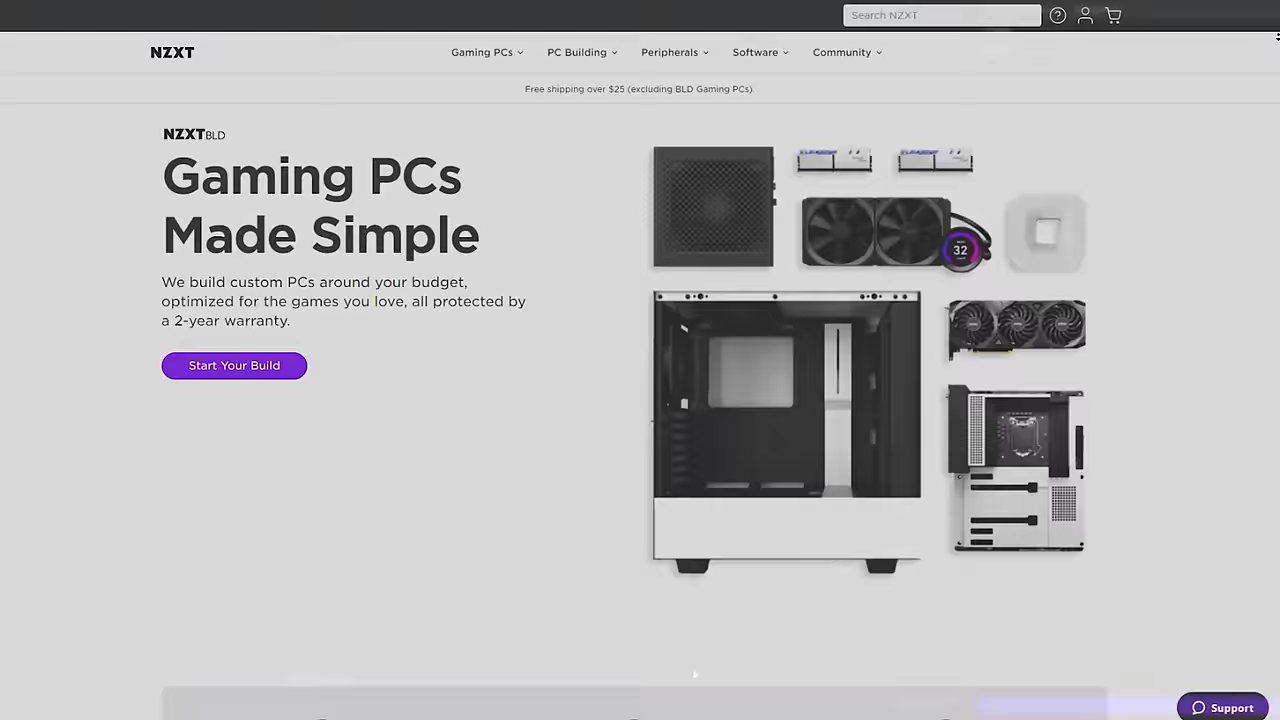 Search NZXT
NZXT
Gaming PCs
PC Building
Peripherals
Software
Community
Free shipping over $25 (excluding BLD Gaming PCs).
NZXT BLD
Gaming PCs
Made Simple
We build custom PCs around your budget,
optimized for the games you love, all protected by
a 2-year warranty.
Start Your Build
32
Support